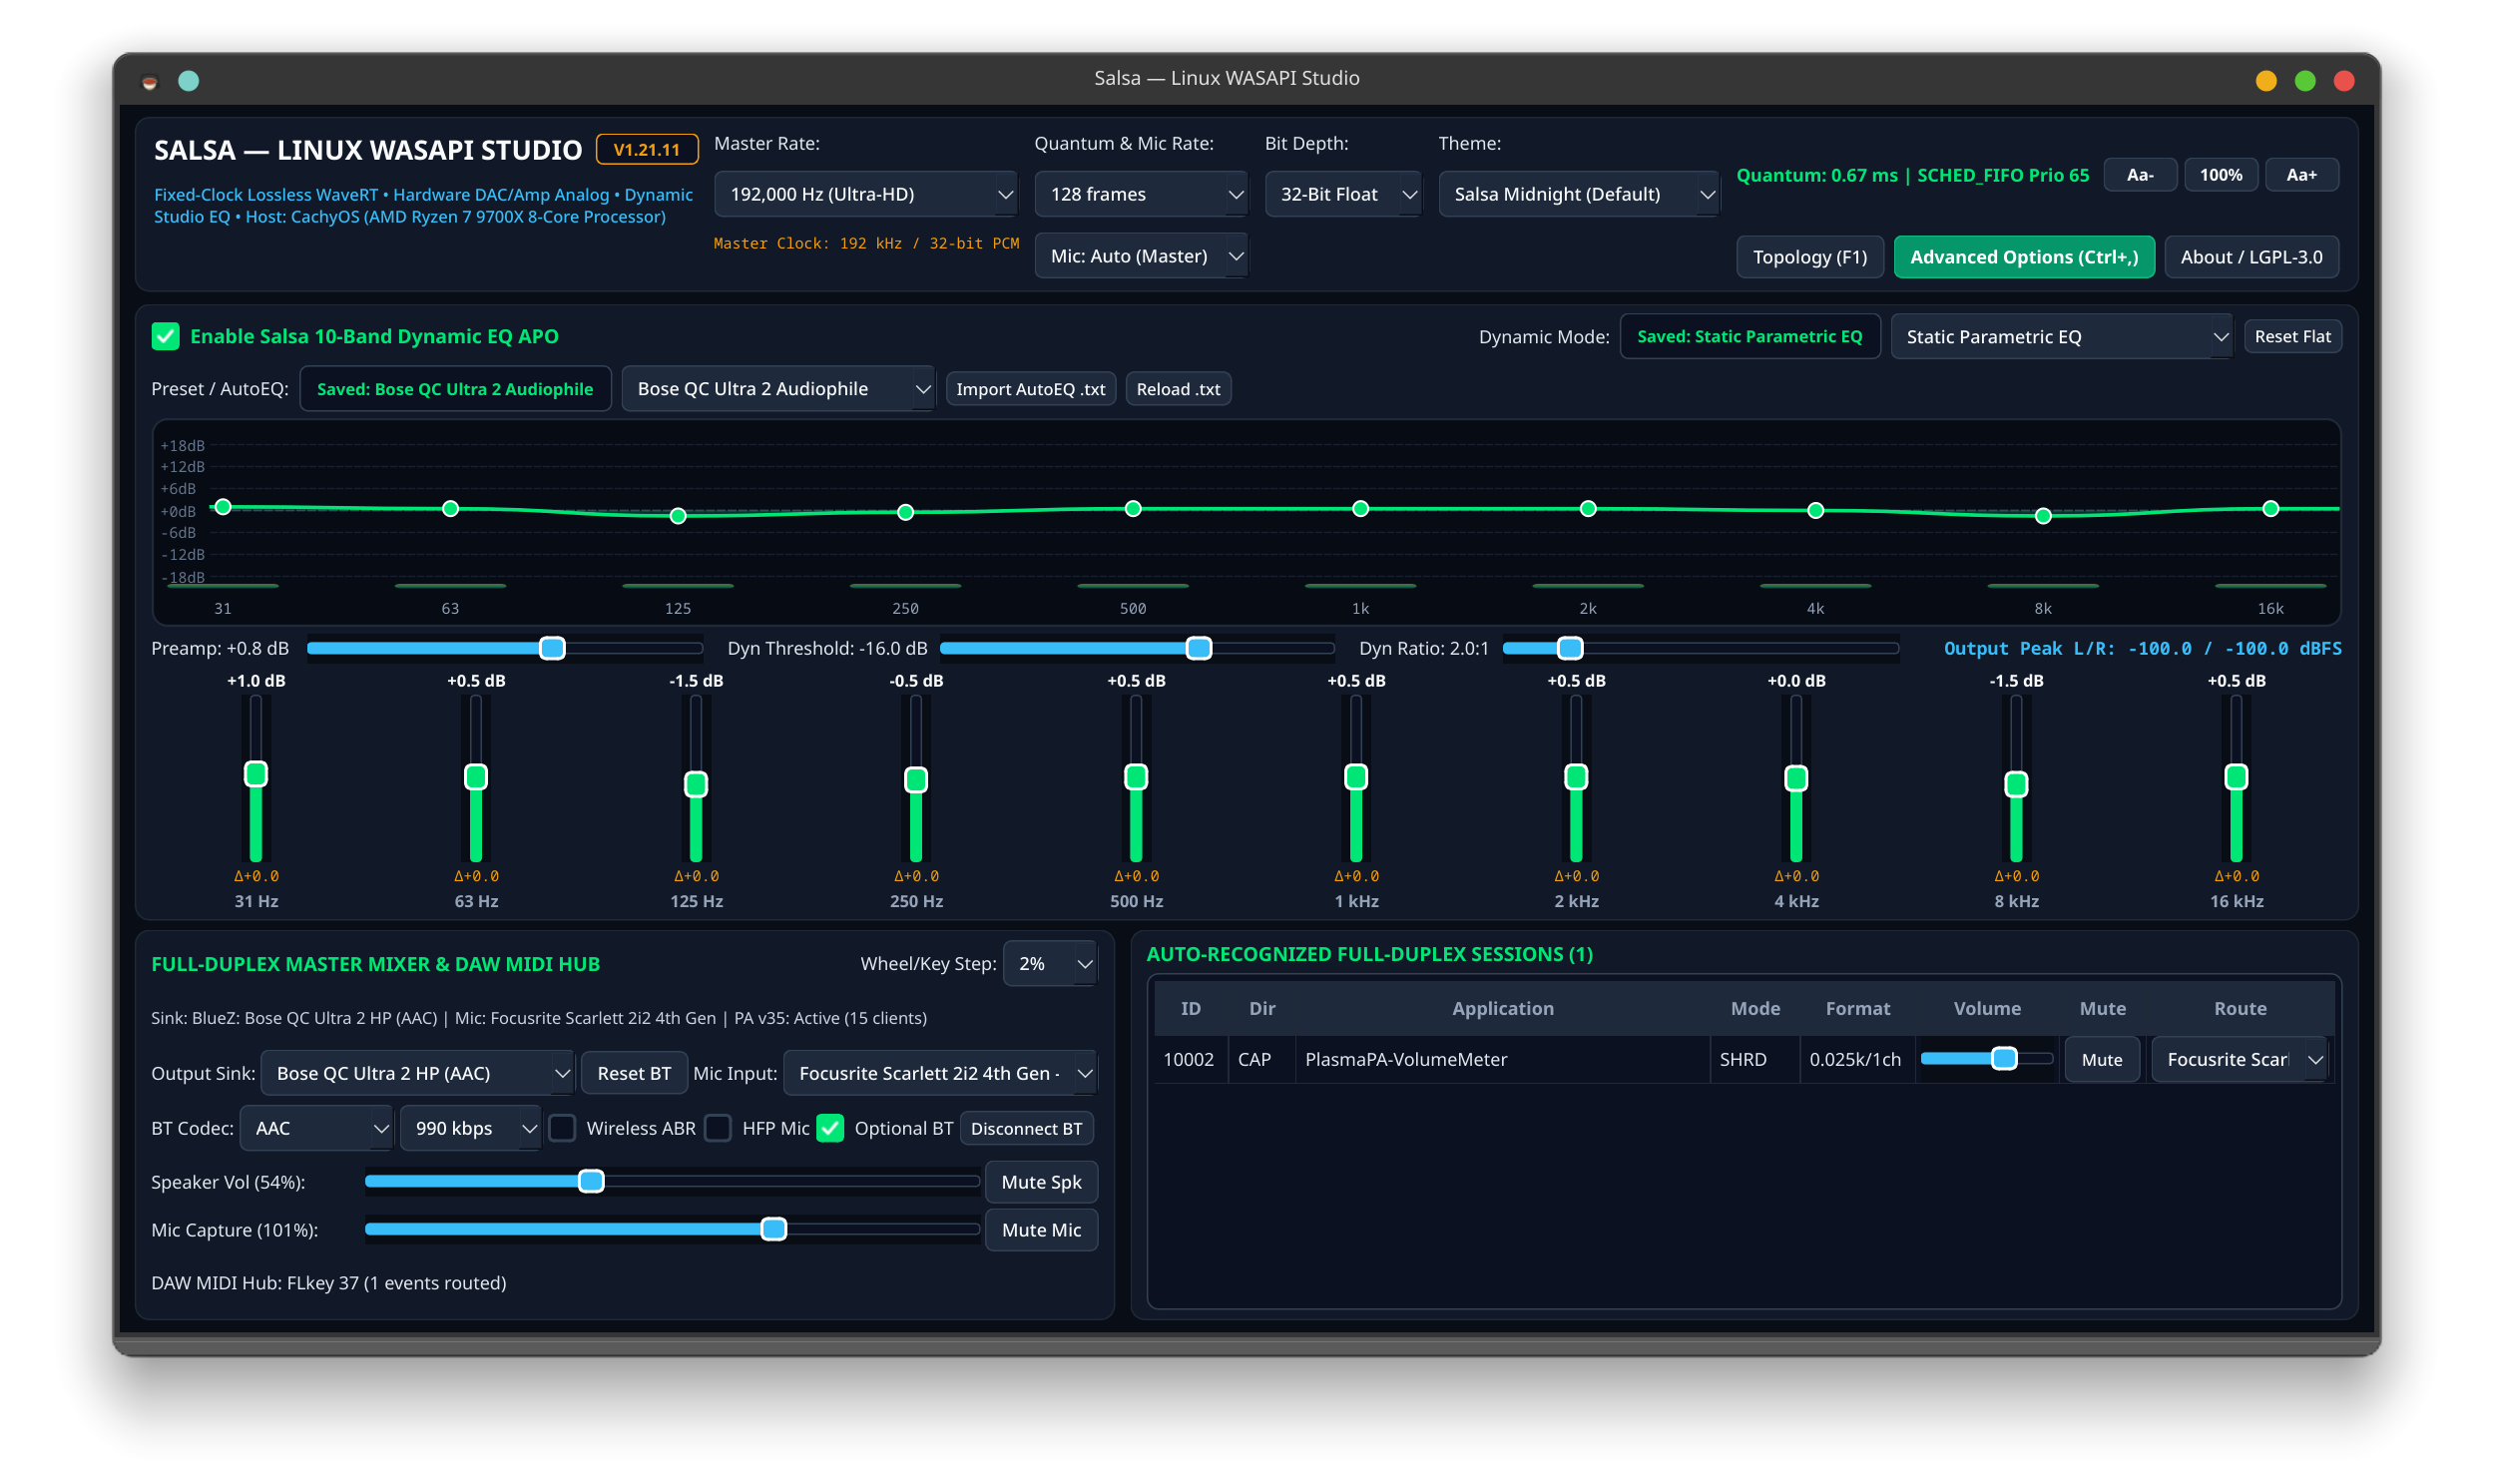 Salsa — Linux WASAPI Studio
SALSA — LINUX WASAPI STUDIO
V1.21.11
Fixed-Clock Lossless WaveRT • Hardware DAC/Amp Analog • Dynamic
Studio EQ • Host: CachyOS (AMD Ryzen 7 9700X 8-Core Processor)
Master Rate:
192,000 Hz (Ultra-HD)
Master Clock: 192 kHz / 32-bit PCM
Quantum & Mic Rate:
128 frames
Mic: Auto (Master)
Bit Depth:
32-Bit Float
Theme:
Salsa Midnight (Default)
Quantum: 0.67 ms | SCHED_FIFO Prio 65
Aa-
100%
Aa+
Topology (F1)
Advanced Options (Ctrl+,)
About / LGPL-3.0
Enable Salsa 10-Band Dynamic EQ APO
Dynamic Mode:
Saved: Static Parametric EQ
Static Parametric EQ
Reset Flat
Preset / AutoEQ:
Saved: Bose QC Ultra 2 Audiophile
Bose QC Ultra 2 Audiophile
Import AutoEQ .txt
Reload .txt
+18dB
+12dB
+6dB
+0dB
-6dB
-12dB
-18dB
31 63 125 250 500 1k 2k 4k 8k 16k
Preamp: +0.8 dB
Dyn Threshold: -16.0 dB
Dyn Ratio: 2.0:1
Output Peak L/R: -100.0 / -100.0 dBFS
+1.0 dB +0.5 dB -1.5 dB -0.5 dB +0.5 dB +0.5 dB +0.5 dB +0.0 dB -1.5 dB +0.5 dB
Δ+0.0 Δ+0.0 Δ+0.0 Δ+0.0 Δ+0.0 Δ+0.0 Δ+0.0 Δ+0.0 Δ+0.0 Δ+0.0
31 Hz 63 Hz 125 Hz 250 Hz 500 Hz 1 kHz 2 kHz 4 kHz 8 kHz 16 kHz
FULL-DUPLEX MASTER MIXER & DAW MIDI HUB
Wheel/Key Step:
2%
Sink: BlueZ: Bose QC Ultra 2 HP (AAC) | Mic: Focusrite Scarlett 2i2 4th Gen | PA v35: Active (15 clients)
Output Sink:
Bose QC Ultra 2 HP (AAC)
Reset BT
Mic Input:
Focusrite Scarlett 2i2 4th Gen -
BT Codec:
AAC
990 kbps
Wireless ABR
HFP Mic
Optional BT
Disconnect BT
Speaker Vol (54%):
Mute Spk
Mic Capture (101%):
Mute Mic
DAW MIDI Hub: FLkey 37 (1 events routed)
AUTO-RECOGNIZED FULL-DUPLEX SESSIONS (1)
ID Dir Application Mode Format Volume Mute Route
10002 CAP PlasmaPA-VolumeMeter SHRD 0.025k/1ch Mute Focusrite Scar